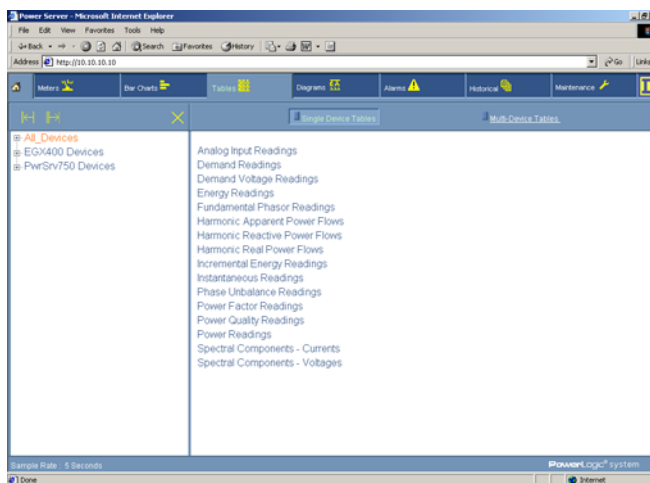 Power Server - Microsoft Internet Explorer
File Edit View Favorites Tools Help
Back Search Favorites History
Address http://10.10.10.10 Go Links
Meters Bar Charts Tables Diagrams Alarms Historical Maintenance
Single Device Tables Multi-Device Tables
All_Devices
EGX400 Devices
PwrSrv750 Devices
Analog Input Readings
Demand Readings
Demand Voltage Readings
Energy Readings
Fundamental Phasor Readings
Harmonic Apparent Power Flows
Harmonic Reactive Power Flows
Harmonic Real Power Flows
Incremental Energy Readings
Instantaneous Readings
Phase Unbalance Readings
Power Factor Readings
Power Quality Readings
Power Readings
Spectral Components - Currents
Spectral Components - Voltages
Sample Rate : 5 Seconds PowerLogic® system
Done Internet